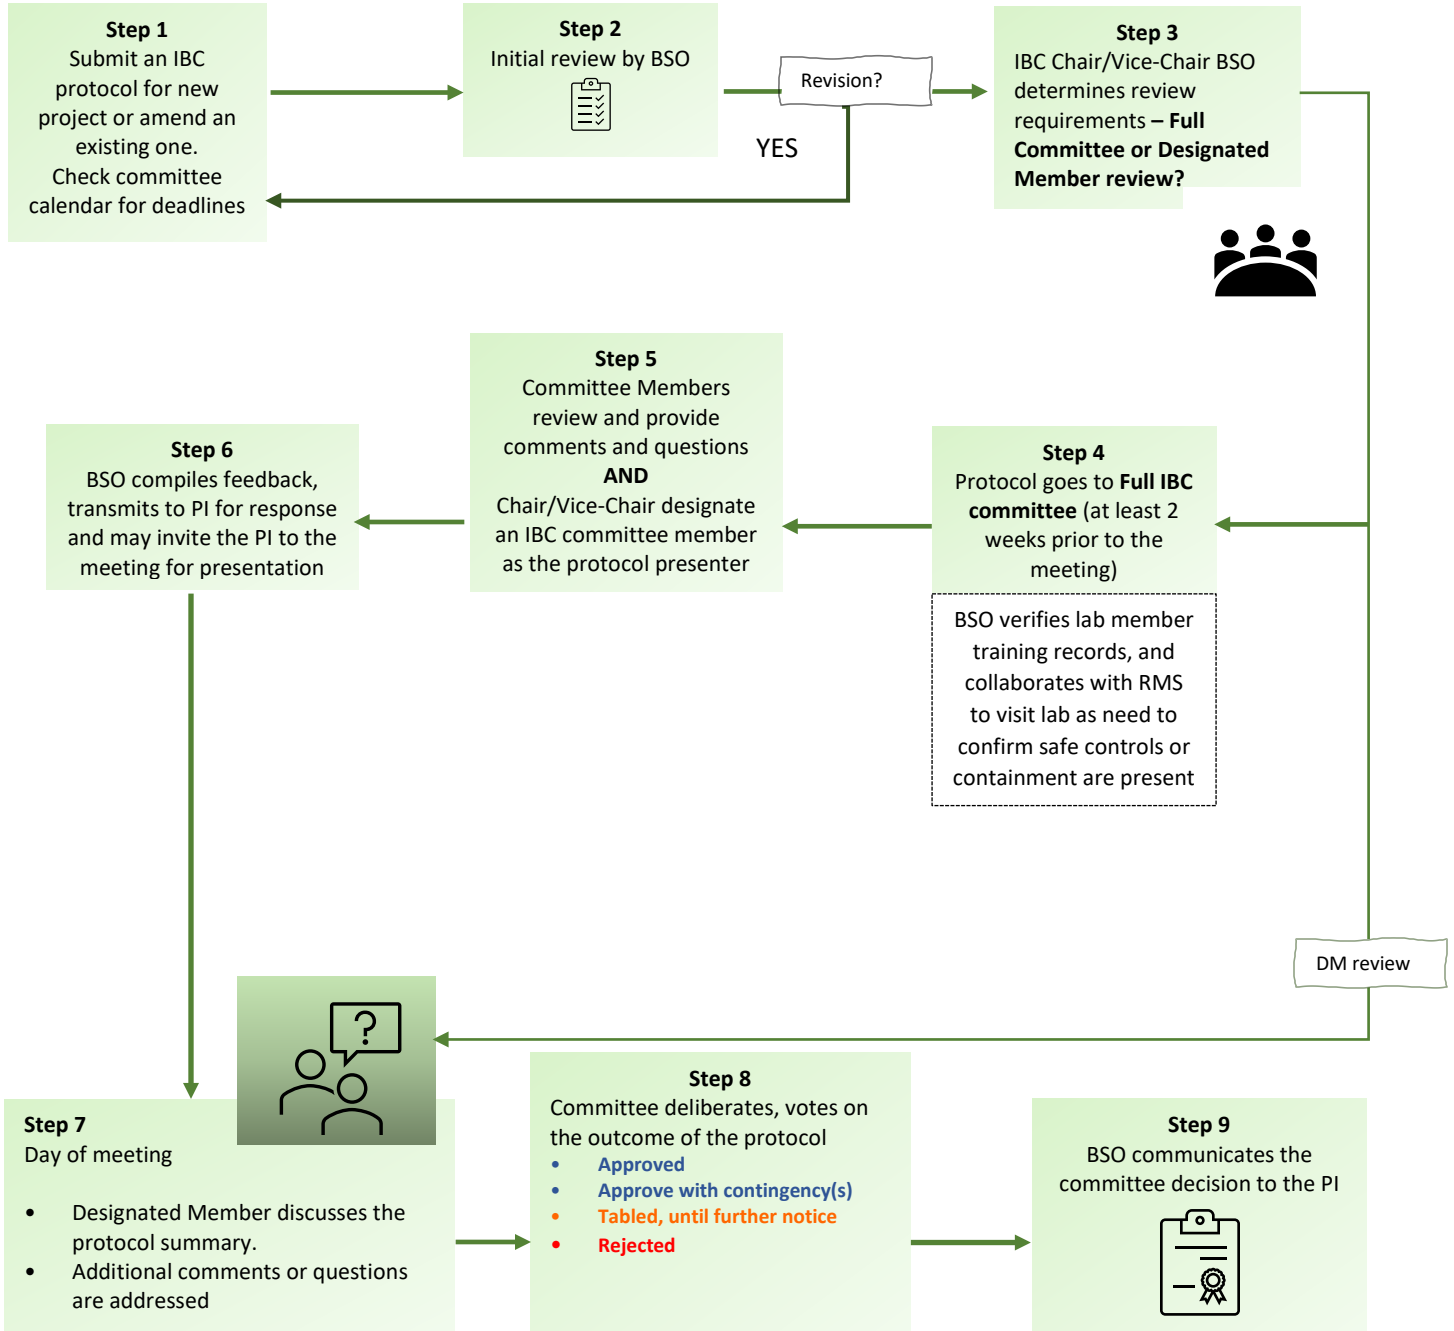 Step 1
Submit an IBC
protocol for new
project or amend an
existing one.
Check committee
calendar for deadlines
Step 2
Initial review by BSO
Revision?
YES
Step 3
IBC Chair/Vice-Chair BSO
determines review
requirements – Full
Committee or Designated
Member review?
Step 4
Protocol goes to Full IBC
committee (at least 2
weeks prior to the
meeting)
BSO verifies lab member
training records, and
collaborates with RMS
to visit lab as need to
confirm safe controls or
containment are present
Step 5
Committee Members
review and provide
comments and questions
AND
Chair/Vice-Chair designate
an IBC committee member
as the protocol presenter
Step 6
BSO compiles feedback,
transmits to PI for response
and may invite the PI to the
meeting for presentation
DM review
?
Step 7
Day of meeting
• Designated Member discusses the
protocol summary.
• Additional comments or questions
are addressed
Step 8
Committee deliberates, votes on
the outcome of the protocol
• Approved
• Approve with contingency(s)
• Tabled, until further notice
• Rejected
Step 9
BSO communicates the
committee decision to the PI